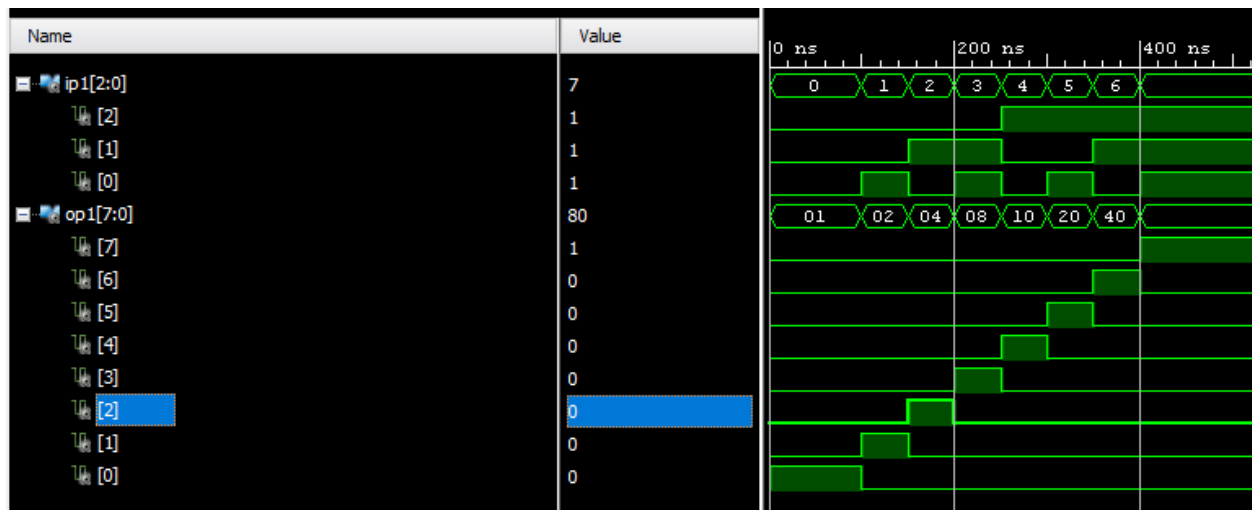 Name Value
0 ns 200 ns 400 ns
ip1[2:0] 7 0 1 2 3 4 5 6
[2] 1
[1] 1
[0] 1
op1[7:0] 80 01 02 04 08 10 20 40
[7] 1
[6] 0
[5] 0
[4] 0
[3] 0
[2] 0
[1] 0
[0] 0